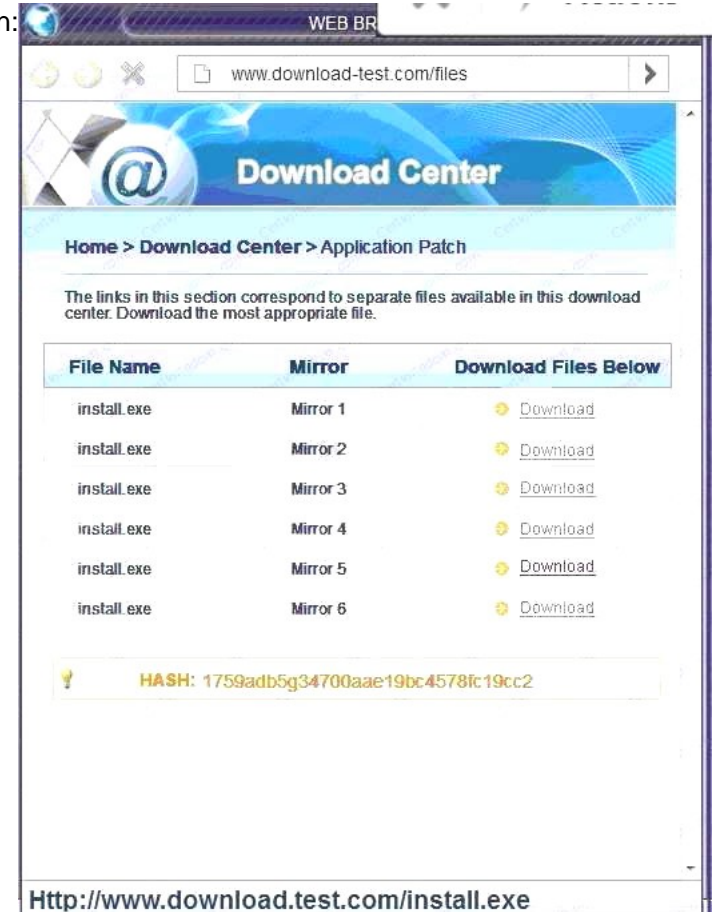 n:
WEB BR
www.download-test.com/files
Download Center
Home > Download Center > Application Patch
The links in this section correspond to separate files available in this download
center. Download the most appropriate file.
File Name Mirror Download Files Below
install.exe Mirror 1 Download
install.exe Mirror 2 Download
install.exe Mirror 3 Download
install.exe Mirror 4 Download
install.exe Mirror 5 Download
install.exe Mirror 6 Download
HASH: 1759adb5g34700aae19bc4578fc19cc2
Http://www.download.test.com/install.exe